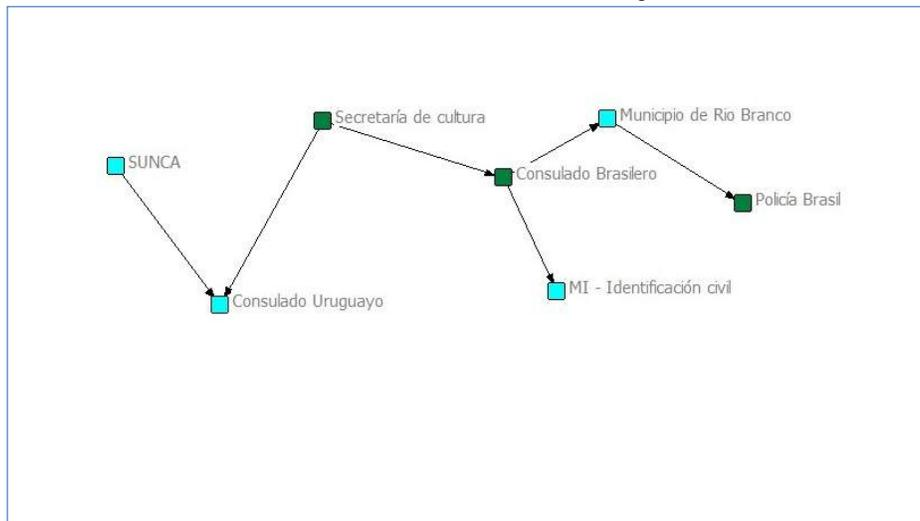 Municipio de Rio Branco
Secretaría de cultura
SUNCA
Consulado Brasilero
Policía Brasil
MI - Identificación civil
Consulado Uruguayo